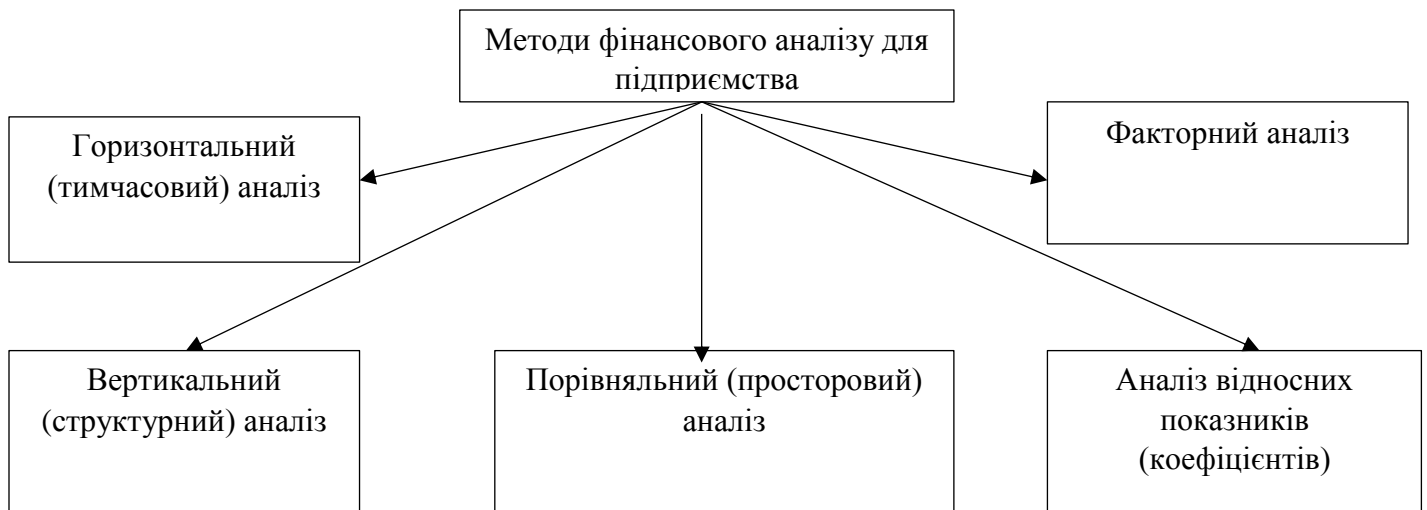 Методи фінансового аналізу для
підприємства
Горизонтальний
(тимчасовий) аналіз
Факторний аналіз
Вертикальний
(структурний) аналіз
Порівняльний (просторовий)
аналіз
Аналіз відносних
показників
(коефіцієнтів)